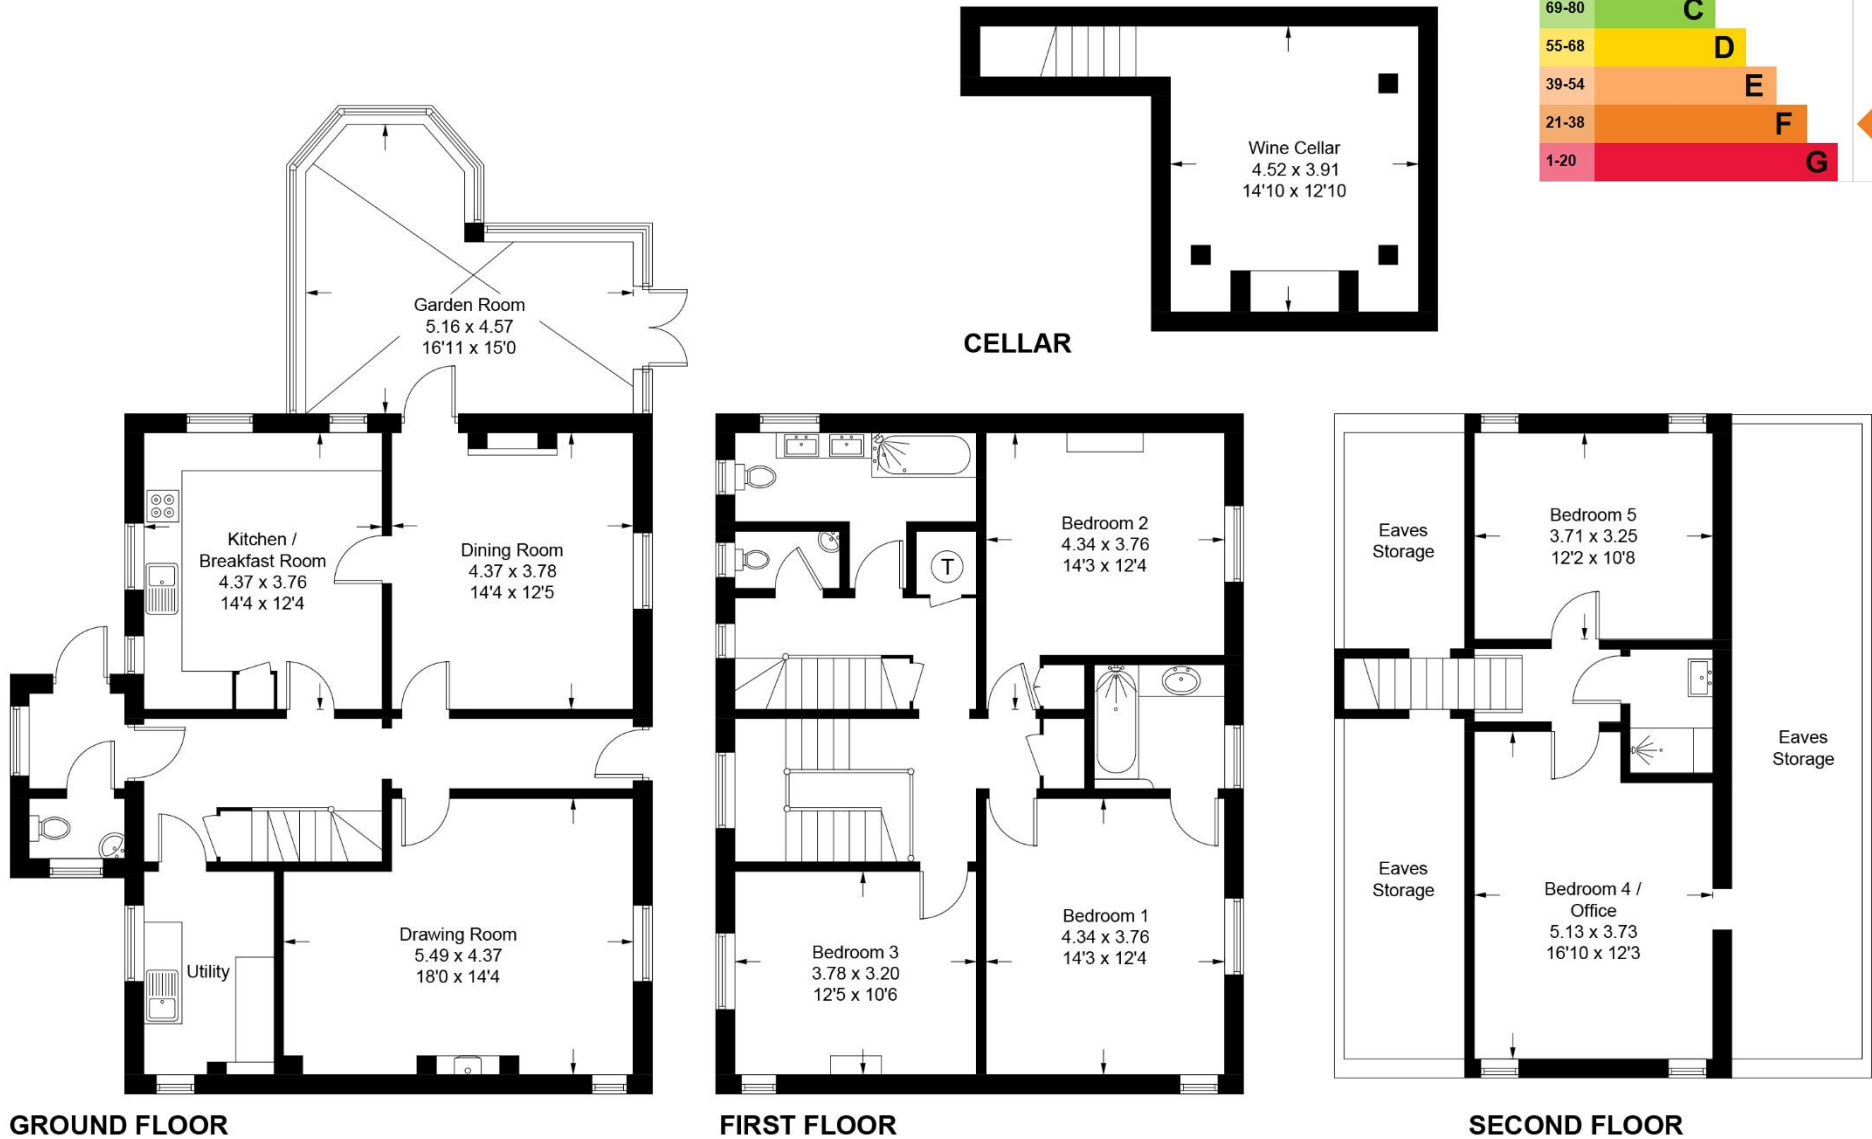 69-80 C
55-68 D
39-54 E
21-38 F
1-20 G
Wine Cellar
4.52 x 3.91
14'10 x 12'10
CELLAR
Garden Room
5.16 x 4.57
16'11 x 15'0
Kitchen /
Breakfast Room
4.37 x 3.76
14'4 x 12'4
Dining Room
4.37 x 3.78
14'4 x 12'5
Utility
Drawing Room
5.49 x 4.37
18'0 x 14'4
GROUND FLOOR
T
Bedroom 2
4.34 x 3.76
14'3 x 12'4
Bedroom 3
3.78 x 3.20
12'5 x 10'6
Bedroom 1
4.34 x 3.76
14'3 x 12'4
FIRST FLOOR
Eaves
Storage
Bedroom 5
3.71 x 3.25
12'2 x 10'8
Eaves
Storage
Eaves
Storage
Bedroom 4 /
Office
5.13 x 3.73
16'10 x 12'3
SECOND FLOOR